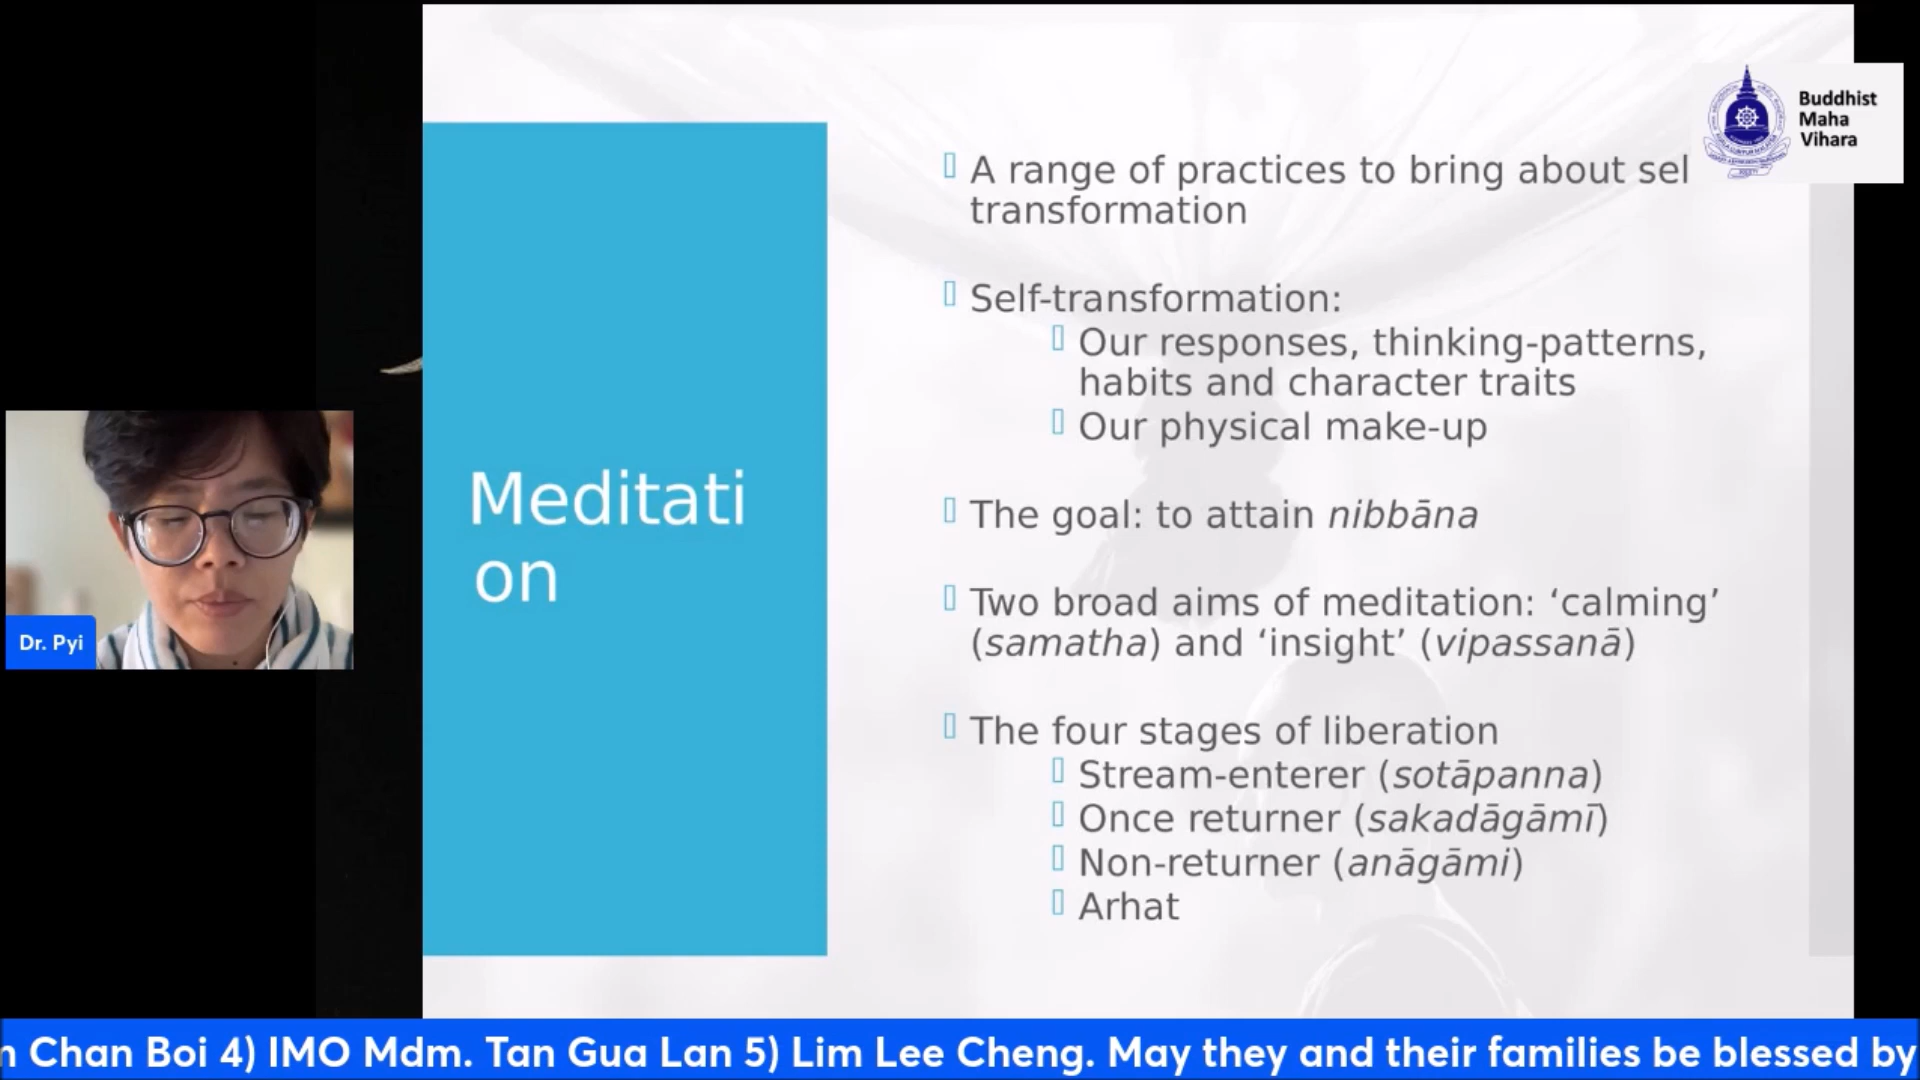 Meditati
on
A range of practices to bring about sel
transformation
Self-transformation:
Our responses, thinking-patterns,
habits and character traits
Our physical make-up
The goal: to attain nibbāna
Two broad aims of meditation: ‘calming’
(samatha) and ‘insight’ (vipassanā)
The four stages of liberation
Stream-enterer (sotāpanna)
Once returner (sakadāgāmī)
Non-returner (anāgāmi)
Arhat
Buddhist
Maha
Vihara
Dr. Pyi
Chan Boi 4) IMO Mdm. Tan Gua Lan 5) Lim Lee Cheng. May they and their families be blessed by